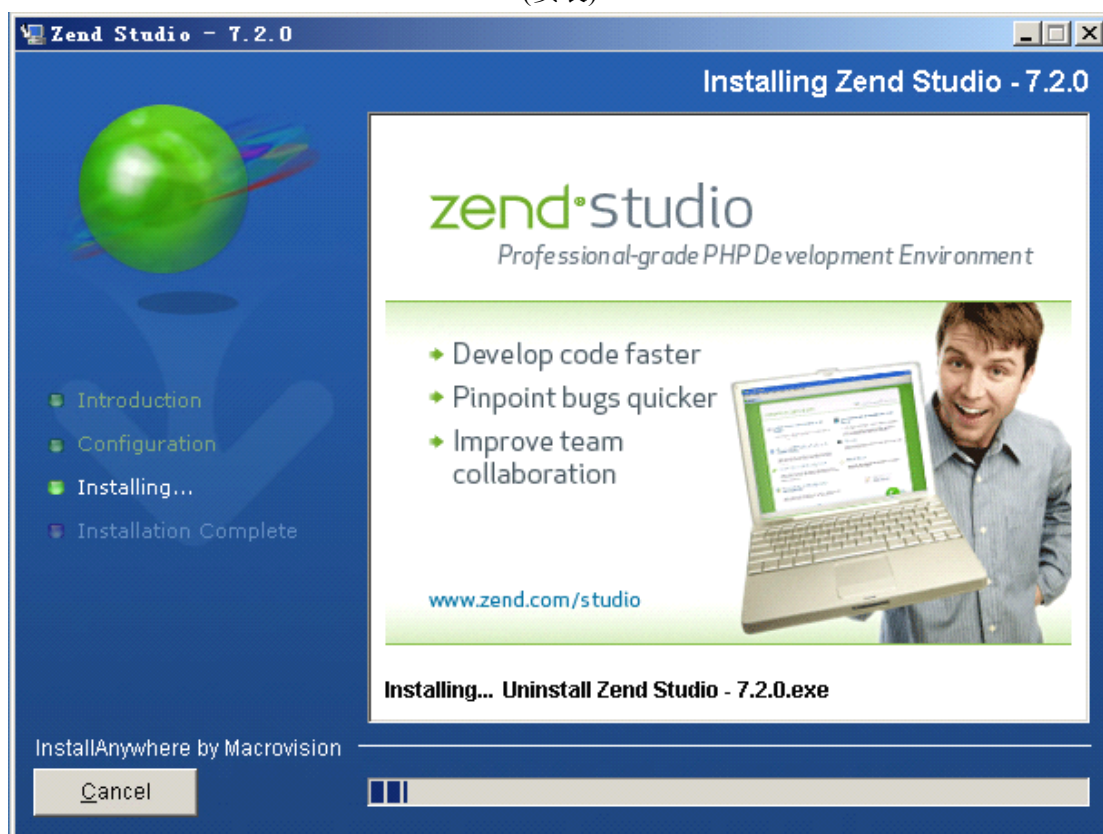 Zend Studio - 7.2.0
Installing Zend Studio - 7.2.0
zend studio
Professional-grade PHP Development Environment
Develop code faster
Pinpoint bugs quicker
Improve team
collaboration
www.zend.com/studio
Introduction
Configuration
Installing...
Installation Complete
Installing... Uninstall Zend Studio - 7.2.0.exe
InstallAnywhere by Macrovision
Cancel